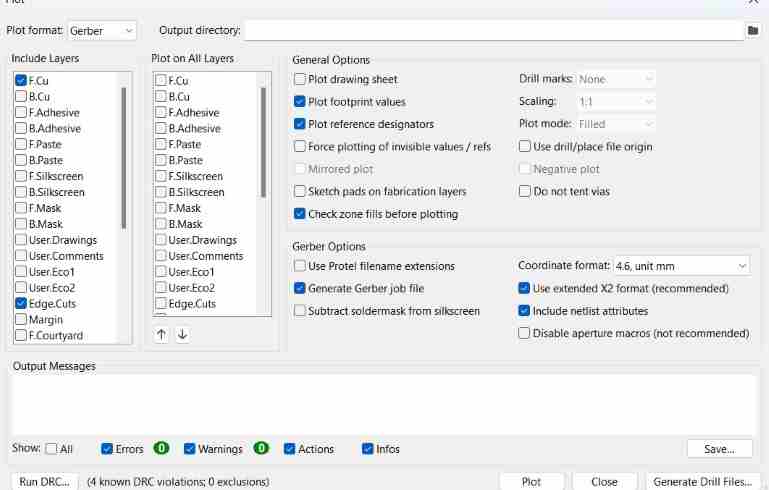 Plot
Plot format: Gerber
Output directory:
Include Layers
F.Cu
B.Cu
F.Adhesive
B.Adhesive
F.Paste
B.Paste
F.Silkscreen
B.Silkscreen
F.Mask
B.Mask
User.Drawings
User.Comments
User.Eco1
User.Eco2
Edge.Cuts
Margin
F.Courtyard
Plot on All Layers
F.Cu
B.Cu
F.Adhesive
B.Adhesive
F.Paste
B.Paste
F.Silkscreen
B.Silkscreen
F.Mask
B.Mask
User.Drawings
User.Comments
User.Eco1
User.Eco2
Edge.Cuts
General Options
Plot drawing sheet
Plot footprint values
Plot reference designators
Force plotting of invisible values / refs
Mirrored plot
Sketch pads on fabrication layers
Check zone fills before plotting
Drill marks: None
Scaling: 1:1
Plot mode: Filled
Use drill/place file origin
Negative plot
Do not tent vias
Gerber Options
Use Protel filename extensions
Generate Gerber job file
Subtract soldermask from silkscreen
Coordinate format: 4.6, unit mm
Use extended X2 format (recommended)
Include netlist attributes
Disable aperture macros (not recommended)
Output Messages
Show: All Errors 0 Warnings 0 Actions Infos Save...
Run DRC... (4 known DRC violations; 0 exclusions) Plot Close Generate Drill Files...